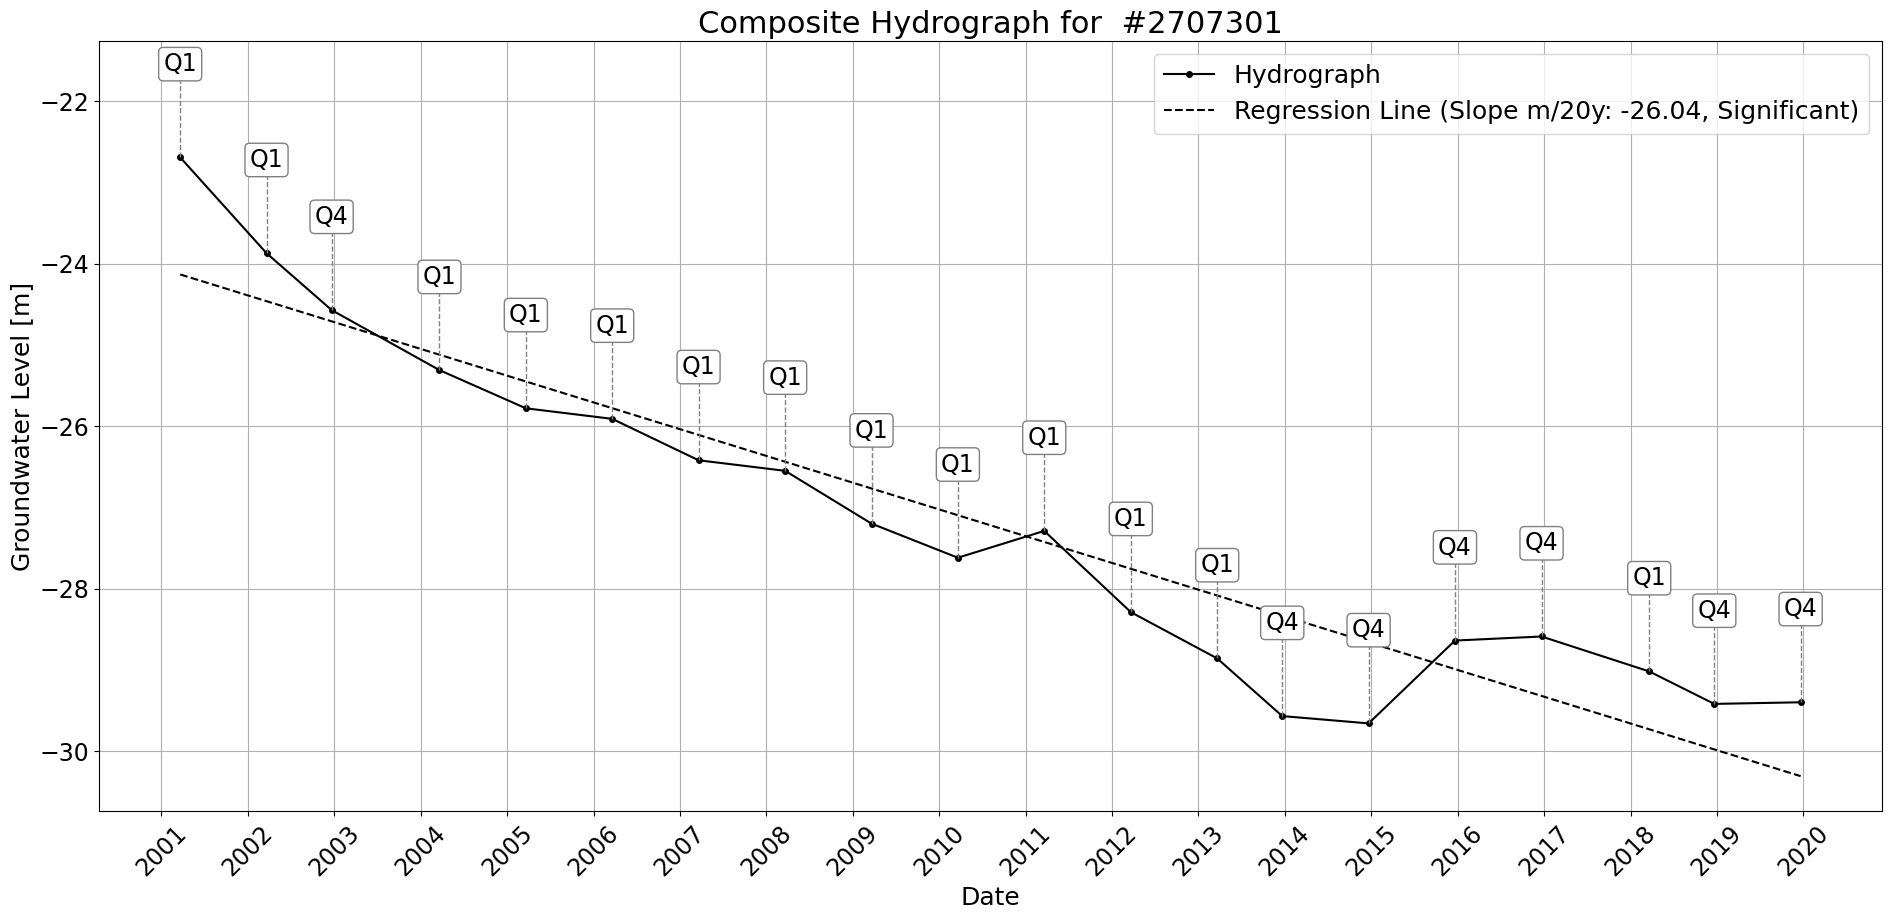 Composite Hydrograph for  #2707301
Hydrograph
Regression Line (Slope m/20y: -26.04, Significant)
Groundwater Level [m]
−22
−24
−26
−28
−30
Q1
Q1
Q4
Q1
Q1
Q1
Q1
Q1
Q1
Q1
Q1
Q1
Q1
Q4
Q4
Q4
Q4
Q1
Q4
Q4
2001
2002
2003
2004
2005
2006
2007
2008
2009
2010
2011
2012
2013
2014
2015
2016
2017
2018
2019
2020
Date